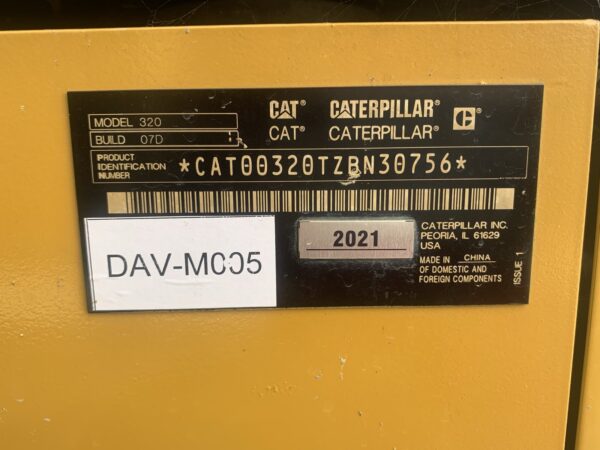 MODEL 320
BUILD 07D
CAT® CATERPILLAR® C®
CAT® CATERPILLAR®
PRODUCT
IDENTIFICATION
NUMBER
*CAT00320TZBN30756*
DAV-M005
2021
CATERPILLAR INC.
PEORIA, IL 61629
USA
MADE IN CHINA
OF DOMESTIC AND
FOREIGN COMPONENTS
ISSUE 1